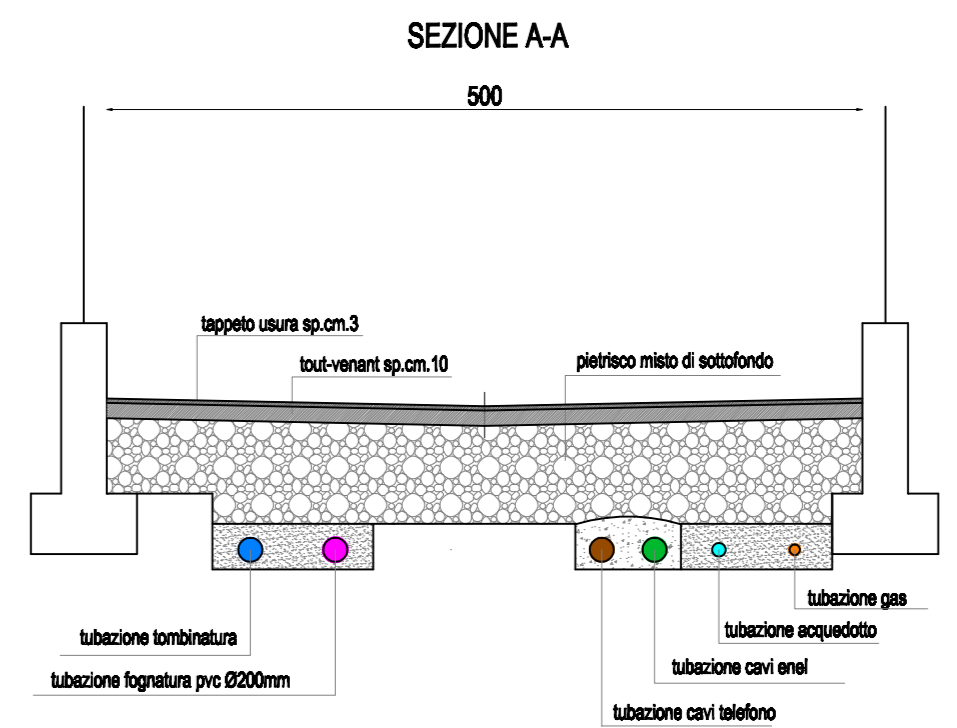 SEZIONE A-A
500
tappeto usura sp.cm.3
tout-venant sp.cm.10
pietrisco misto di sottofondo
tubazione gas
tubazione acquedotto
tubazione tombinatura
tubazione cavi enel
tubazione fognatura pvc Ø200mm
tubazione cavi telefono